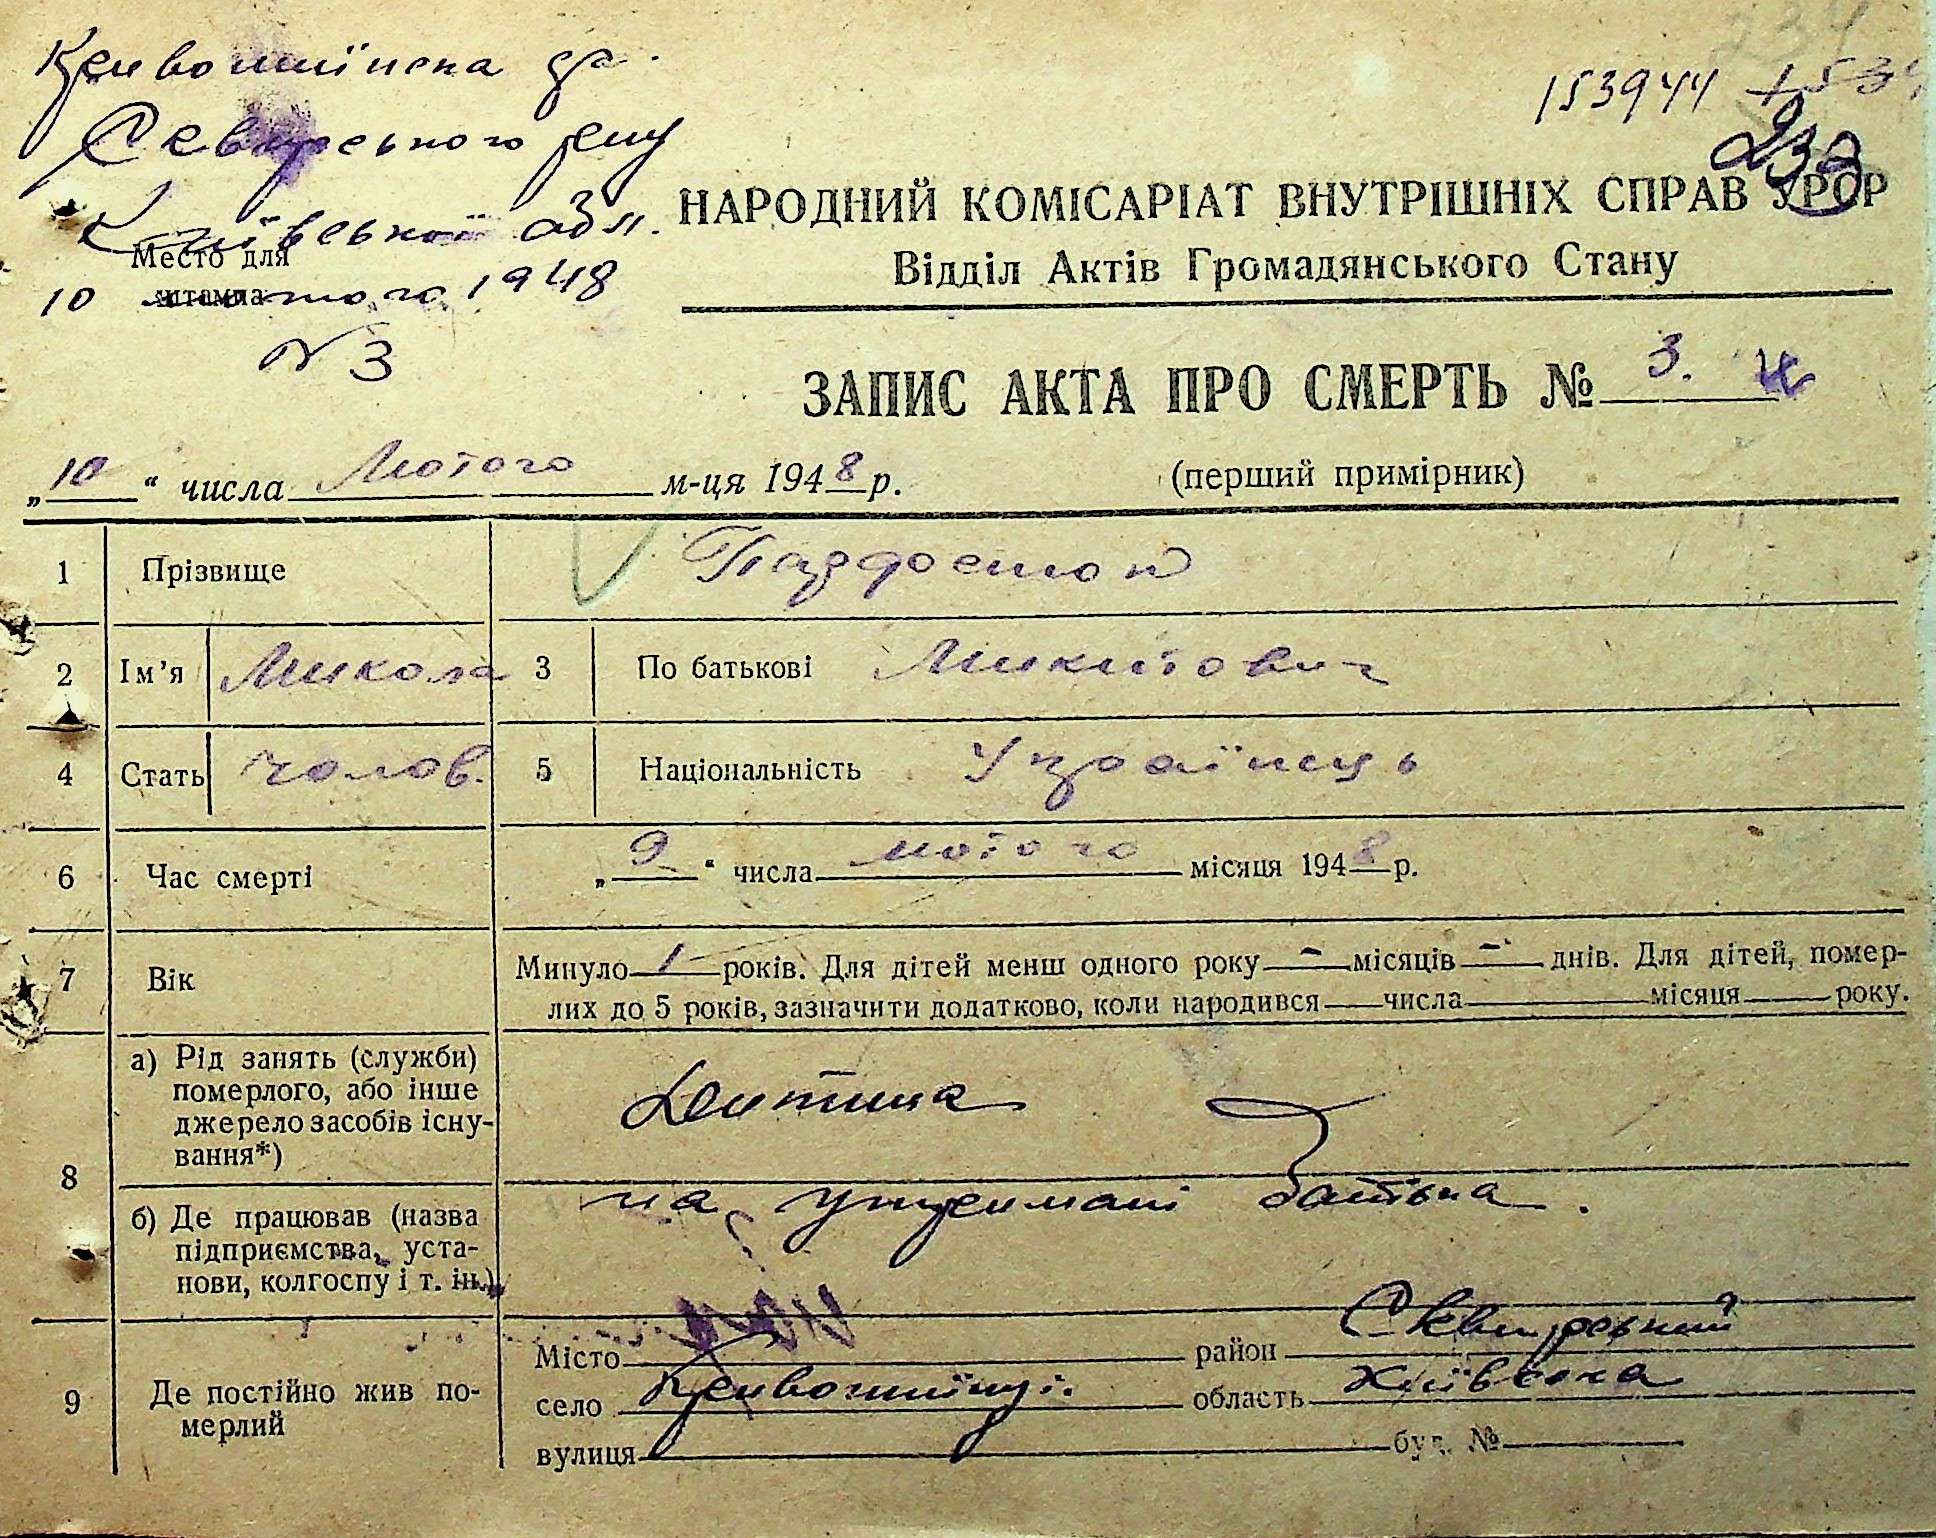 Кривошиїнска с/р.
Сквирського р-ну
Київської обл.
Место для
штампа
10 лютого 1948
N 3
153944
232
НАРОДНИЙ КОМІСАРІАТ ВНУТРІШНІХ СПРАВ УРСР
Відділ Актів Громадянського Стану
ЗАПИС АКТА ПРО СМЕРТЬ № 3.
„10“ числа Лютого м-ця 1948 р. (перший примірник)
1 Прізвище
2 Ім’я Микола 3 По батькові Микитович
4 Стать Чолов. 5 Національність Українець
6 Час смерті „9“ числа лютого місяця 1948 р.
7 Вік Минуло 1 років. Для дітей менш одного року — місяців — днів. Для дітей, помер-
лих до 5 років, зазначити додатково, коли народився числа місяця року.
8 а) Рід занять (служби)
померлого, або інше
джерело засобів існу-
вання*)
Дитина
б) Де працював (назва
підприємства, уста-
нови, колгоспу і т. ін.)
на утримані батька.
9 Де постійно жив по-
мерлий
Місто район Сквирський
село Кривошиїнці. область Київська
вулиця буд. №